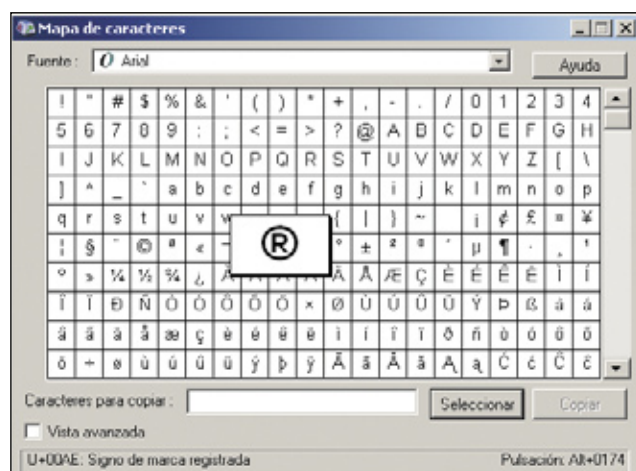 Mapa de caracteres
Fuente : O Arial Ayuda
! " # $ % & ' ( ) * + , - . / 0 1 2 3 4
5 6 7 8 9 : ; < = > ? @ A B C D E F G H
I J K L M N O P Q R S T U V W X Y Z [ \
] ^ _ ` a b c d e f g h i j k l m n o p
q r s t u v w { | } ~ ¡ ¢ £ ¤ ¥
¦ § ¨ © ª « ¬ ® ° ± ² ³ ´ µ ¶ · ¸ ¹
º » ¼ ½ ¾ ¿ Ä Å Æ Ç È É Ê Ë Ì Í
Î Ï Ð Ñ Ò Ó Ô Õ Ö × Ø Ù Ú Û Ü Ý Þ ß à á
â ã ä å æ ç è é ê ë ì í î ï ð ñ ò ó ô õ
ö ÷ ø ù ú û ü ý þ ÿ Ā ā Ă ă Ą ą Ć ć Ĉ ĉ
Caracteres para copiar : Seleccionar Copiar
Vista avanzada
U+00AE: Signo de marca registrada Pulsación: Alt+0174